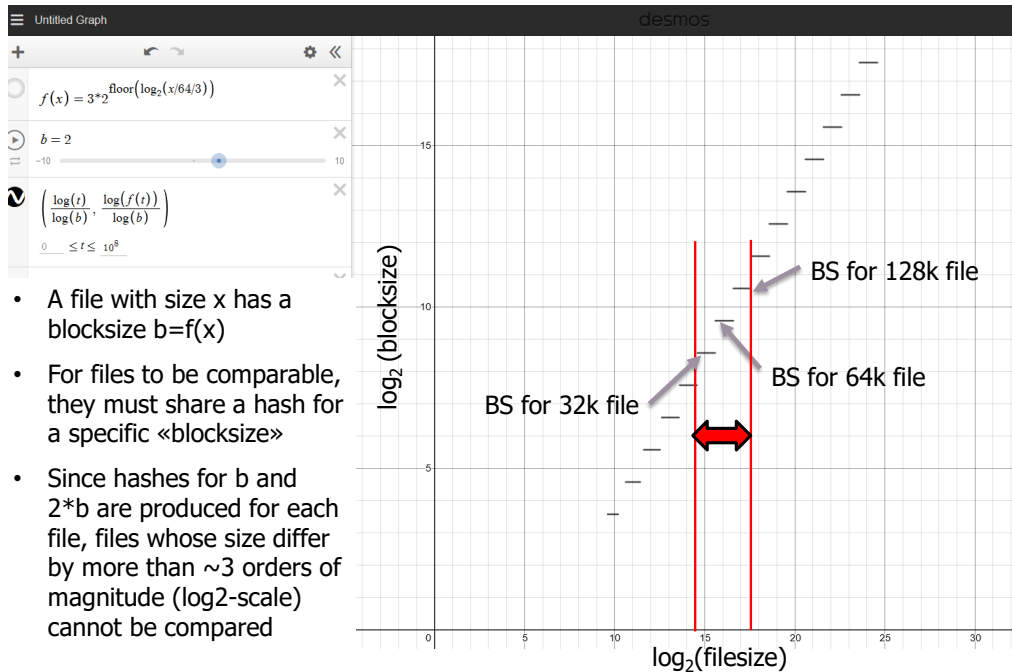 Untitled Graph
desmos
f(x) = 3*2^floor(log₂(x/64/3))
b = 2
-10
10
(log(t)/log(b), log(f(t))/log(b))
0 ≤ t ≤ 10⁸
• A file with size x has a
blocksize b=f(x)
• For files to be comparable,
they must share a hash for
a specific «blocksize»
• Since hashes for b and
2*b are produced for each
file, files whose size differ
by more than ~3 orders of
magnitude (log2-scale)
cannot be compared
log₂(blocksize)
15
10
5
BS for 128k file
BS for 64k file
BS for 32k file
0
5
10
15
20
25
30
log₂(filesize)